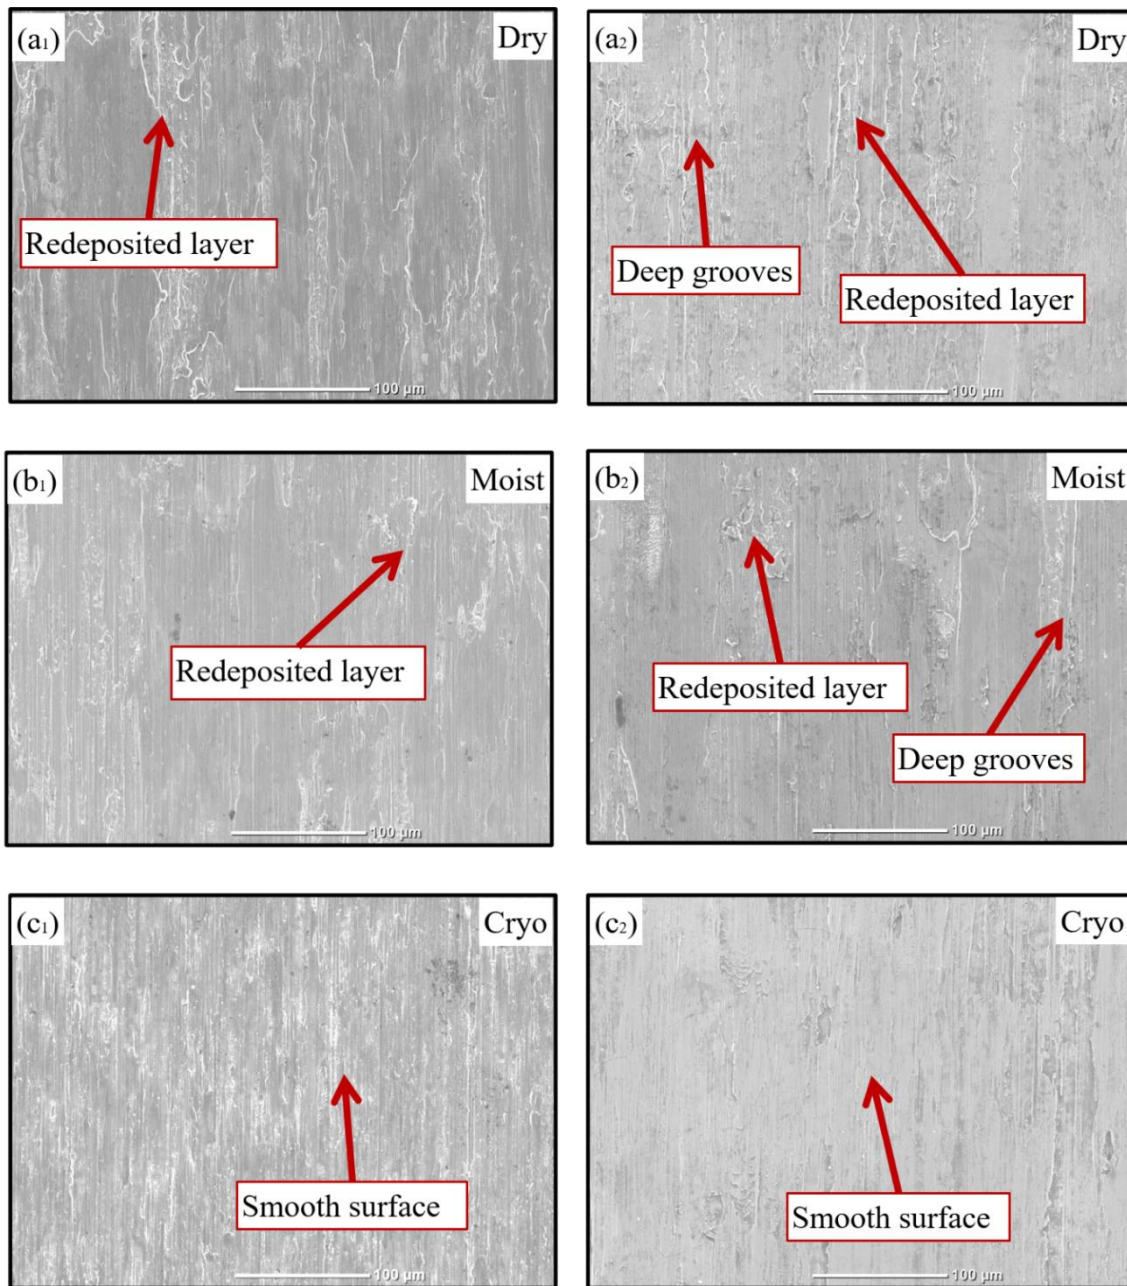 (a1)
Dry
Redeposited layer
100 µm
(a2)
Dry
Deep grooves
Redeposited layer
100 µm
(b1)
Moist
Redeposited layer
100 µm
(b2)
Moist
Redeposited layer
Deep grooves
100 µm
(c1)
Cryo
Smooth surface
100 µm
(c2)
Cryo
Smooth surface
100 µm